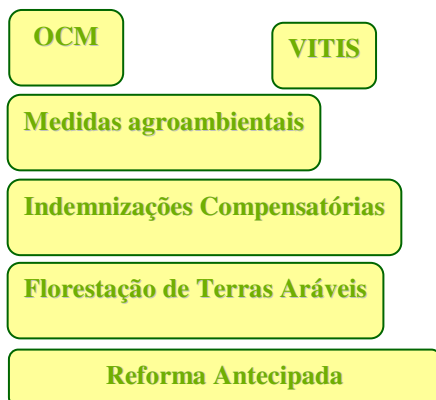 OCM
VITIS
Medidas agroambientais
Indemnizações Compensatórias
Florestação de Terras Aráveis
Reforma Antecipada